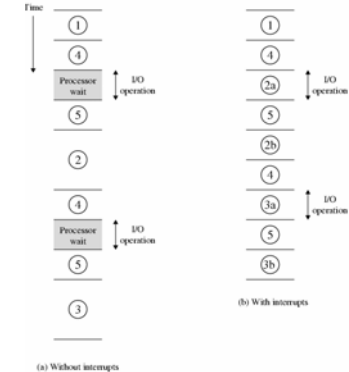 Time
1
4
Processor
wait
I/O
operation
5
2
4
Processor
wait
I/O
operation
5
3
(a) Without interrupts
1
4
2a
I/O
operation
5
2b
4
3a
I/O
operation
5
3b
(b) With interrupts